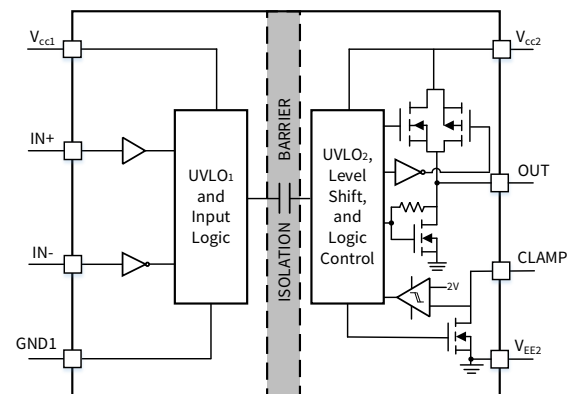 Vcc1
IN+
IN-
GND1
UVLO1
and
Input
Logic
ISOLATION BARRIER
UVLO2,
Level
Shift,
and
Logic
Control
2V
Vcc2
OUT
CLAMP
VEE2